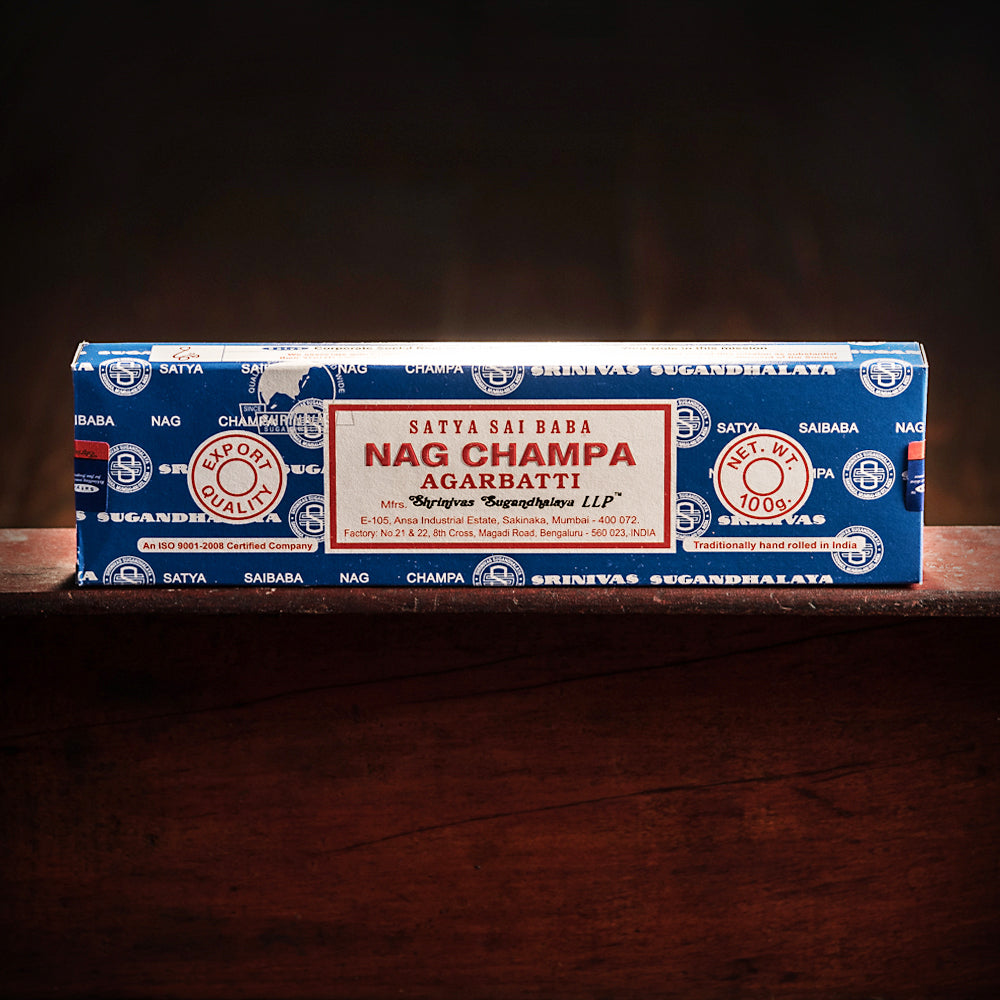 SRINIVAS SUGANDHALAYA
SATYA SAIBABA NAG CHAMPA
SAIBABA NAG CHAMPA
SATYA SAIBABA NAG
SINCE
EXPORT
QUALITY
SATYA SAI BABA
NAG CHAMPA
AGARBATTI
Mfrs. Shrinivas Sugandhalaya LLP™
E-105, Ansa Industrial Estate, Sakinaka, Mumbai - 400 072.
Factory: No 21 & 22, 8th Cross, Magadi Road, Bengaluru - 560 023, INDIA
NET. WT.
100g.
An ISO 9001-2008 Certified Company
Traditionally hand rolled in India
SATYA SAIBABA NAG CHAMPA SRINIVAS SUGANDHALAYA